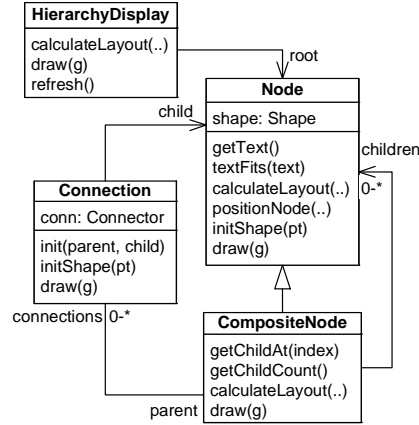 HierarchyDisplay
calculateLayout(..)
draw(g)
refresh()
root
Node
shape: Shape
getText()
textFits(text)
calculateLayout(..)
positionNode(..)
initShape(pt)
draw(g)
child
children
0-*
Connection
conn: Connector
init(parent, child)
initShape(pt)
draw(g)
connections 0-*
CompositeNode
getChildAt(index)
getChildCount()
calculateLayout(..)
draw(g)
parent